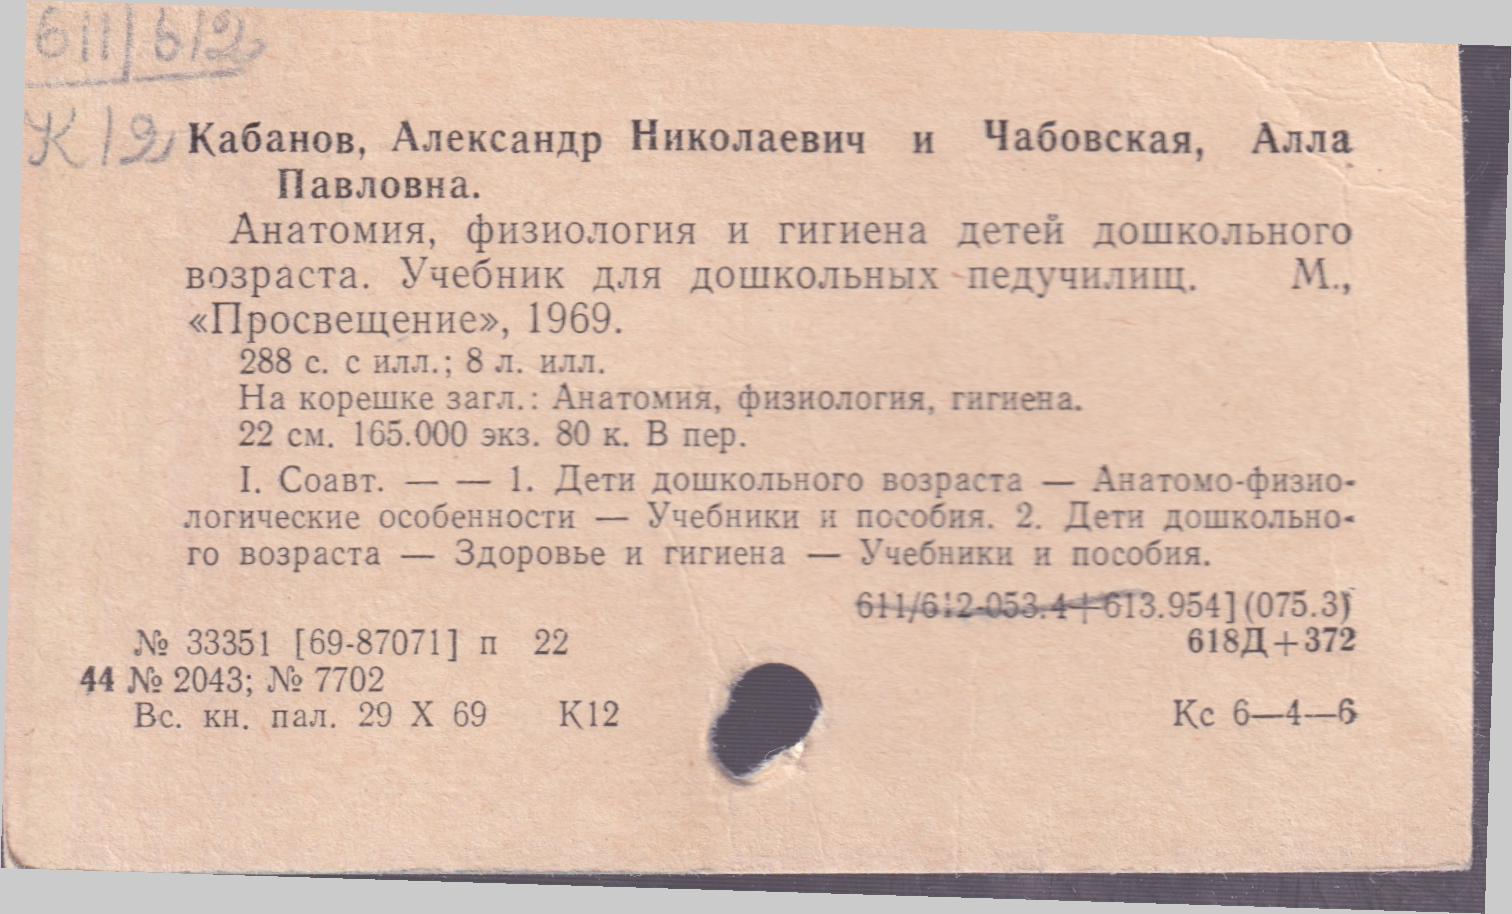 611/612
К12
Кабанов, Александр Николаевич и Чабовская, Алла
Павловна.
Анатомия, физиология и гигиена детей дошкольного
возраста. Учебник для дошкольных педучилищ. М.,
«Просвещение», 1969.
288 с. с илл.; 8 л. илл.
На корешке загл.: Анатомия, физиология, гигиена.
22 см. 165.000 экз. 80 к. В пер.
I. Соавт. — — 1. Дети дошкольного возраста — Анатомо-физио-
логические особенности — Учебники и пособия. 2. Дети дошкольно-
го возраста — Здоровье и гигиена — Учебники и пособия.
611/612-053.4+613.954](075.3)
№ 33351 [69-87071] п 22 618Д+372
44 № 2043; № 7702
Вс. кн. пал. 29 X 69 К12 Кс 6—4—6